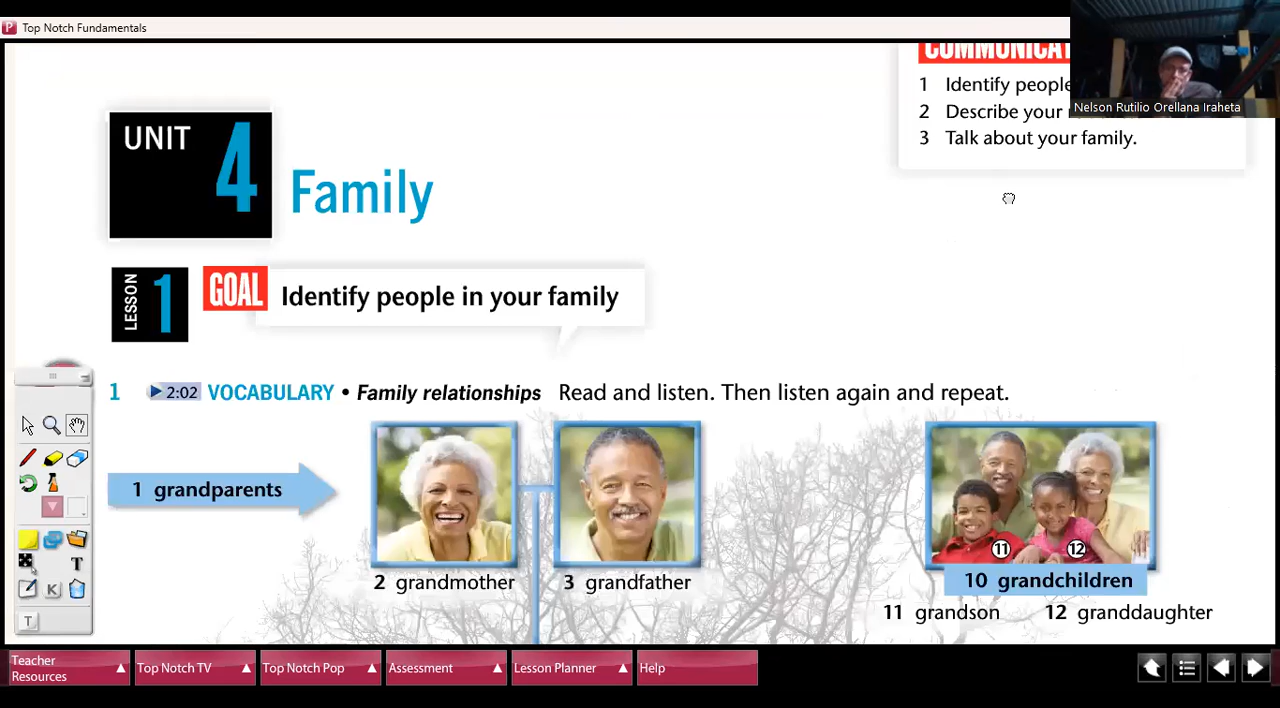 Top Notch Fundamentals
1 Identify people
2 Describe your
3 Talk about your family.
Nelson Rutilio Orellana Iraheta
UNIT 4
Family
LESSON 1
GOAL
Identify people in your family
1 2:02 VOCABULARY • Family relationships Read and listen. Then listen again and repeat.
1 grandparents
2 grandmother
3 grandfather
11 12
10 grandchildren
11 grandson 12 granddaughter
T
K
T
Teacher Resources
Top Notch TV
Top Notch Pop
Assessment
Lesson Planner
Help